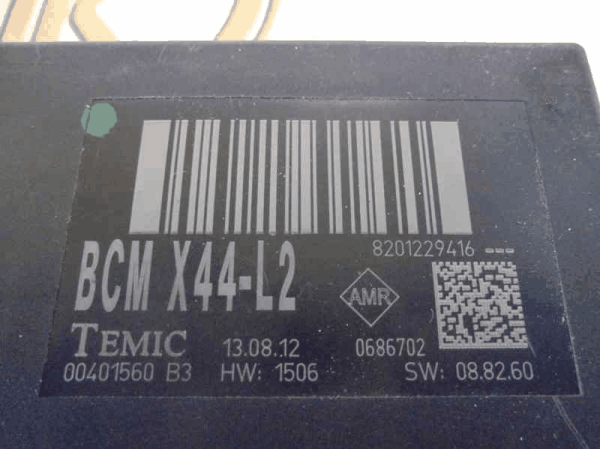 8201229416 ---
BCM X44-L2
AMR
TEMIC 13.08.12 0686702
00401560 B3 HW: 1506 SW: 08.82.60